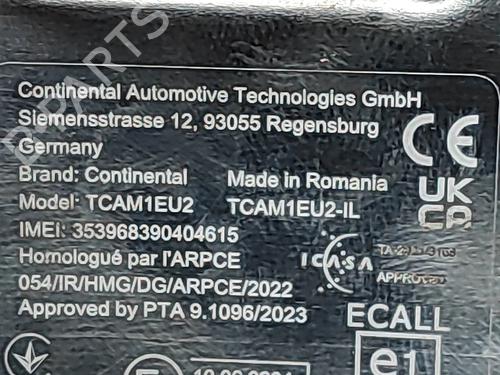 B-PARTS
Continental Automotive Technologies GmbH
Siemensstrasse 12, 93055 Regensburg
Germany
Brand: Continental Made in Romania
Model: TCAM1EU2 TCAM1EU2-IL
IMEI: 353968390404615
Homologué par l'ARPCE
054/IR/HMG/DG/ARPCE/2022
Approved by PTA 9.1096/2023
CE
UK
CA
ICASA
APPROVED
ECALL
e1